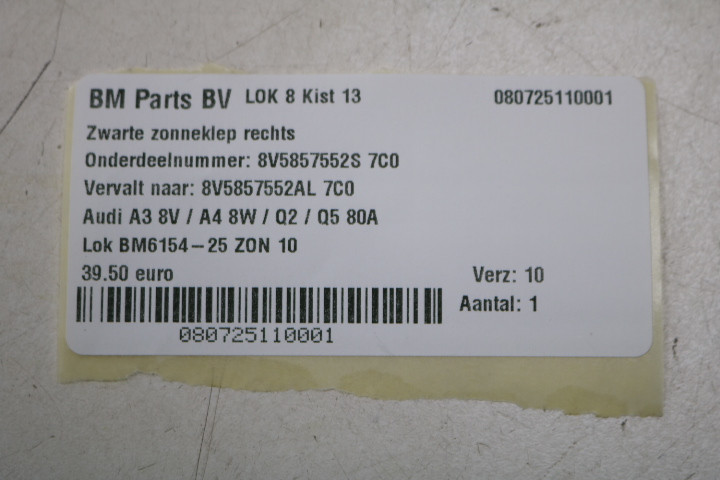 BM Parts BV LOK 8 Kist 13 080725110001
Zwarte zonneklep rechts
Onderdeelnummer: 8V5857552S 7C0
Vervalt naar: 8V5857552AL 7C0
Audi A3 8V / A4 8W / Q2 / Q5 80A
Lok BM6154-25 ZON 10
39.50 euro Verz: 10
Aantal: 1
080725110001